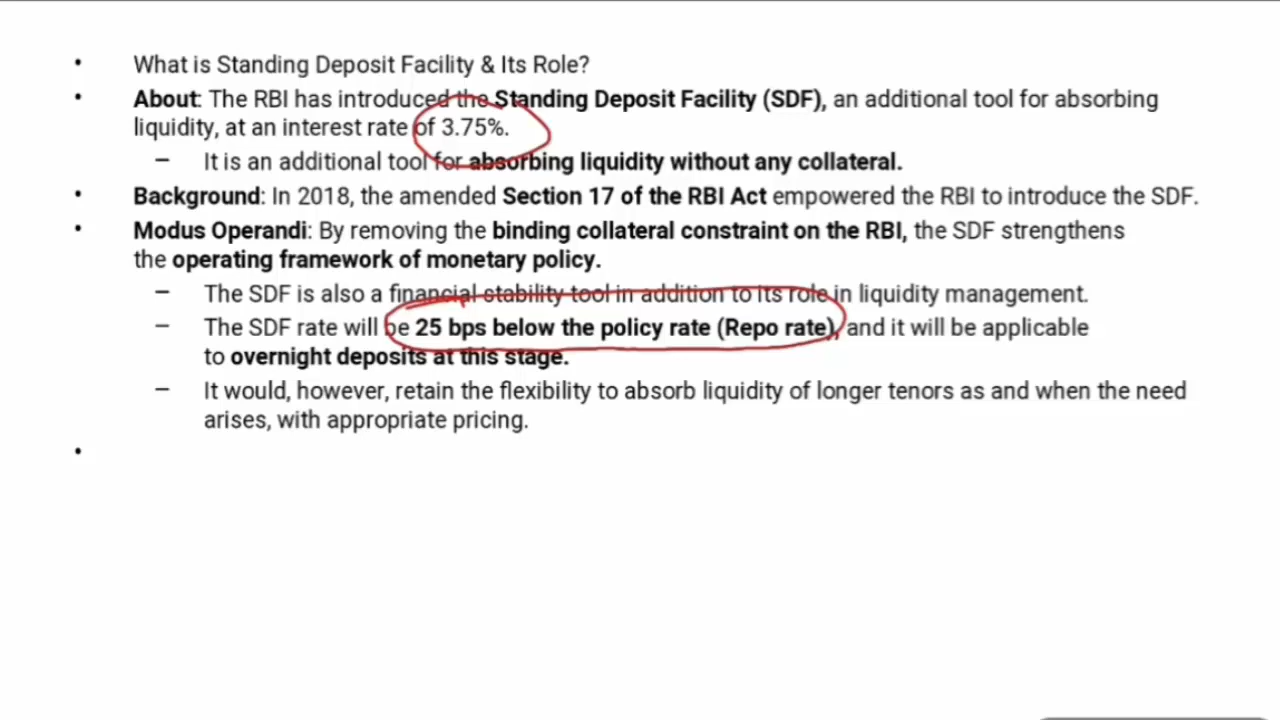 • What is Standing Deposit Facility & Its Role?
• About: The RBI has introduced the Standing Deposit Facility (SDF), an additional tool for absorbing
liquidity, at an interest rate of 3.75%.
– It is an additional tool for absorbing liquidity without any collateral.
• Background: In 2018, the amended Section 17 of the RBI Act empowered the RBI to introduce the SDF.
• Modus Operandi: By removing the binding collateral constraint on the RBI, the SDF strengthens
the operating framework of monetary policy.
– The SDF is also a financial stability tool in addition to its role in liquidity management.
– The SDF rate will be 25 bps below the policy rate (Repo rate), and it will be applicable
to overnight deposits at this stage.
– It would, however, retain the flexibility to absorb liquidity of longer tenors as and when the need
arises, with appropriate pricing.
•